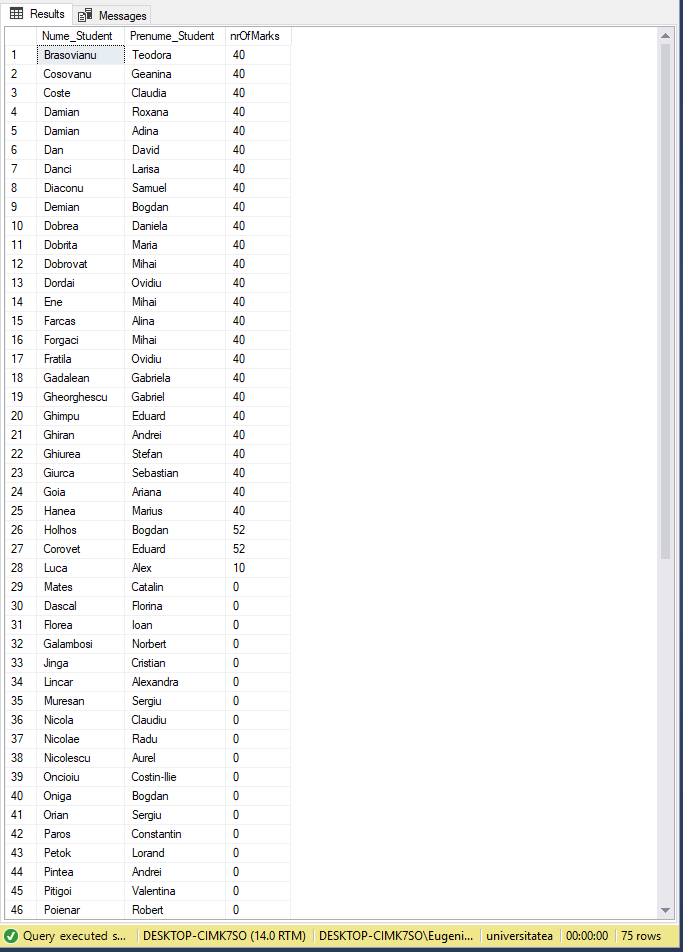 Results Messages
Nume_Student Prenume_Student nrOfMarks
1 Brasovianu Teodora 40
2 Cosovanu Geanina 40
3 Coste Claudia 40
4 Damian Roxana 40
5 Damian Adina 40
6 Dan David 40
7 Danci Larisa 40
8 Diaconu Samuel 40
9 Demian Bogdan 40
10 Dobrea Daniela 40
11 Dobrita Maria 40
12 Dobrovat Mihai 40
13 Dordai Ovidiu 40
14 Ene Mihai 40
15 Farcas Alina 40
16 Forgaci Mihai 40
17 Fratila Ovidiu 40
18 Gadalean Gabriela 40
19 Gheorghescu Gabriel 40
20 Ghimpu Eduard 40
21 Ghiran Andrei 40
22 Ghiurea Stefan 40
23 Giurca Sebastian 40
24 Goia Ariana 40
25 Hanea Marius 40
26 Holhos Bogdan 52
27 Corovet Eduard 52
28 Luca Alex 10
29 Mates Catalin 0
30 Dascal Florina 0
31 Florea Ioan 0
32 Galambosi Norbert 0
33 Jinga Cristian 0
34 Lincar Alexandra 0
35 Muresan Sergiu 0
36 Nicola Claudiu 0
37 Nicolae Radu 0
38 Nicolescu Aurel 0
39 Oncioiu Costin-Ilie 0
40 Oniga Bogdan 0
41 Orian Sergiu 0
42 Paros Constantin 0
43 Petok Lorand 0
44 Pintea Andrei 0
45 Pitigoi Valentina 0
46 Poienar Robert 0
Query executed s... DESKTOP-CIMK7SO (14.0 RTM) DESKTOP-CIMK7SO\Eugeni... universitatea 00:00:00 75 rows